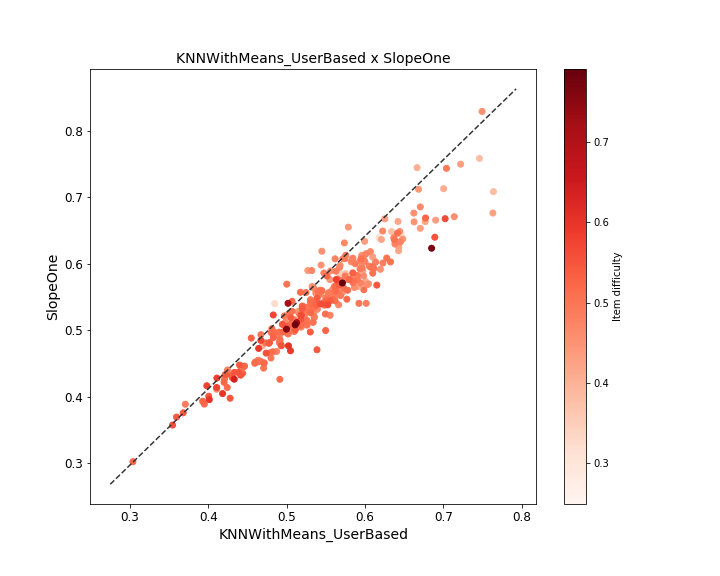 KNNWithMeans_UserBased x SlopeOne
0.8
0.7
0.6
0.5
0.4
0.3
SlopeOne
0.3 0.4 0.5 0.6 0.7 0.8
KNNWithMeans_UserBased
0.7
0.6
0.5
0.4
0.3
Item difficulty